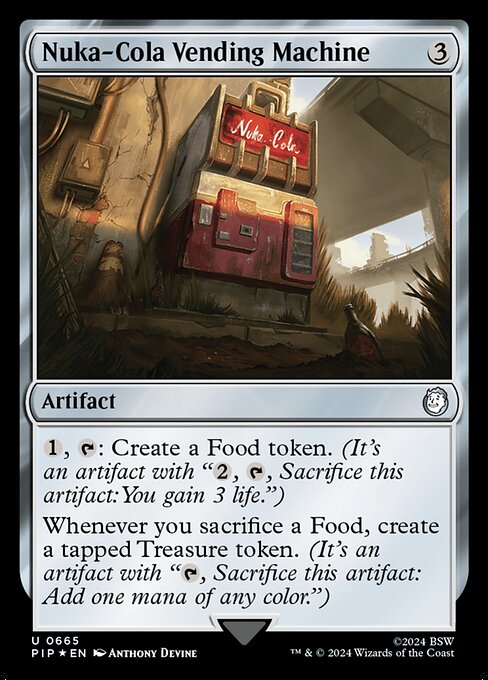 Nuka-Cola Vending Machine 3
Nuka-Cola
Artifact
1, T: Create a Food token. (It's
an artifact with “2, T, Sacrifice this
artifact: You gain 3 life.”)
Whenever you sacrifice a Food, create
a tapped Treasure token. (It's an
artifact with “T, Sacrifice this artifact:
Add one mana of any color.”)
U 0665
PIP★EN Anthony Devine
©2024 BSW
™ & © 2024 Wizards of the Coast